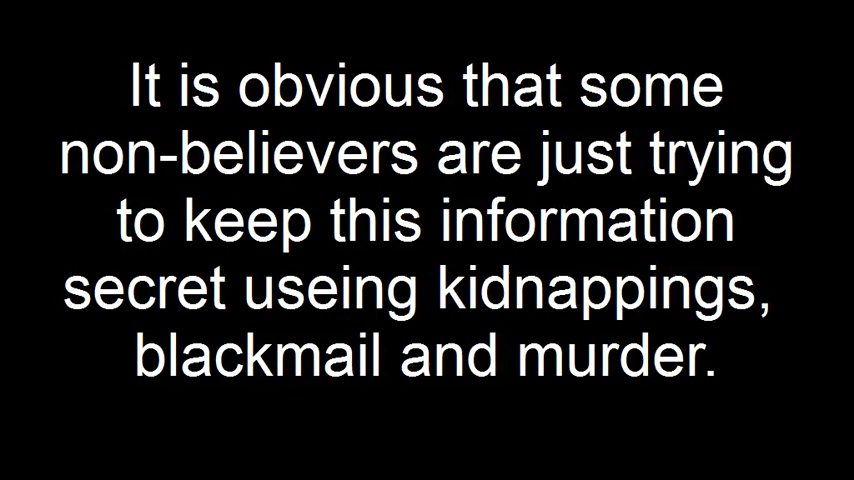 It is obvious that some
non-believers are just trying
to keep this information
secret useing kidnappings,
blackmail and murder.